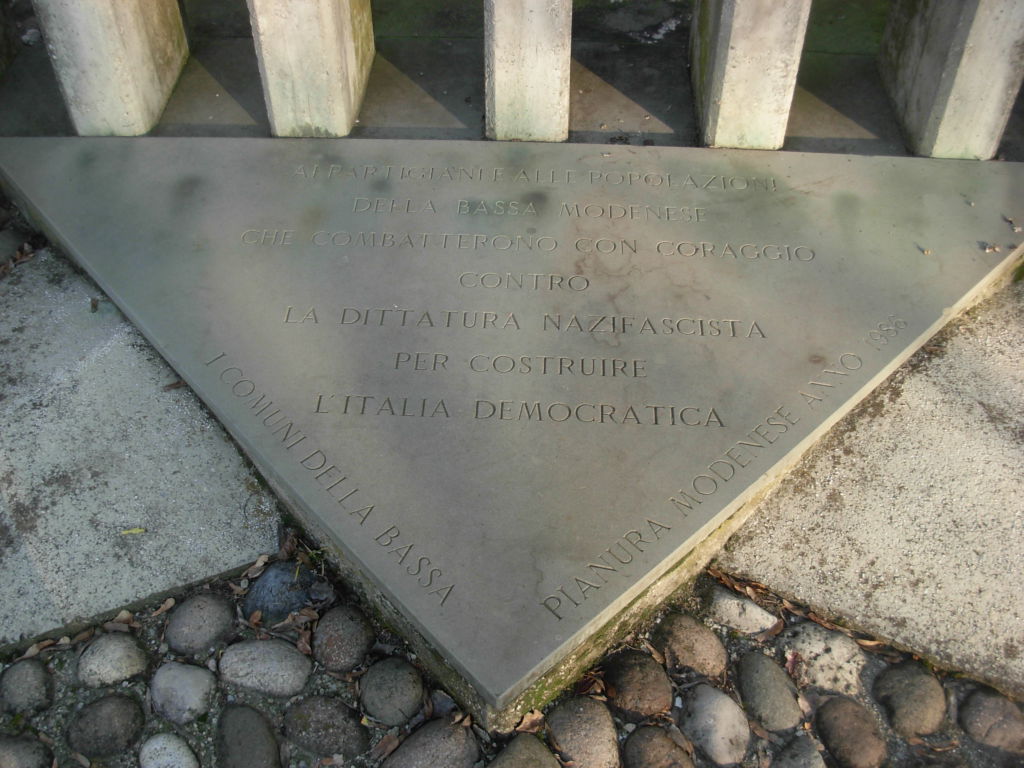 AI PARTIGIANI E ALLE POPOLAZIONI
DELLA BASSA MODENESE
CHE COMBATTERONO CON CORAGGIO
CONTRO
LA DITTATURA NAZIFASCISTA
PER COSTRUIRE
L'ITALIA DEMOCRATICA
I COMUNI DELLA BASSA
PIANURA MODENESE ANNO 1986